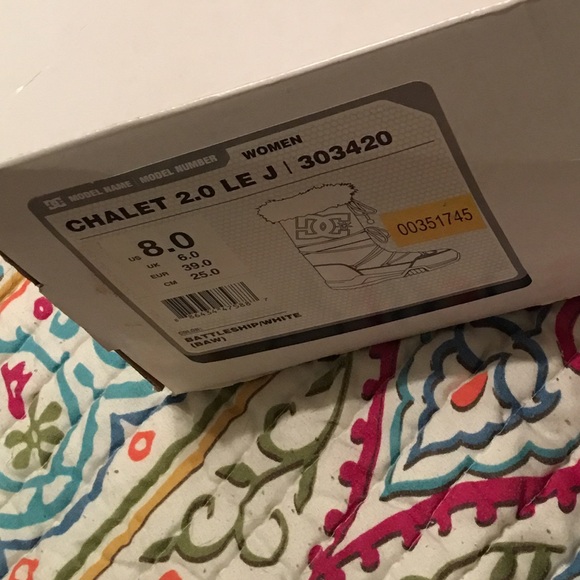 DC MODEL NAME | MODEL NUMBER WOMEN
CHALET 2.0 LE J | 303420
US 8.0
UK 6.0
EUR 39.0
CM 25.0
00351745
BATTLESHIP/WHITE
(BAW)